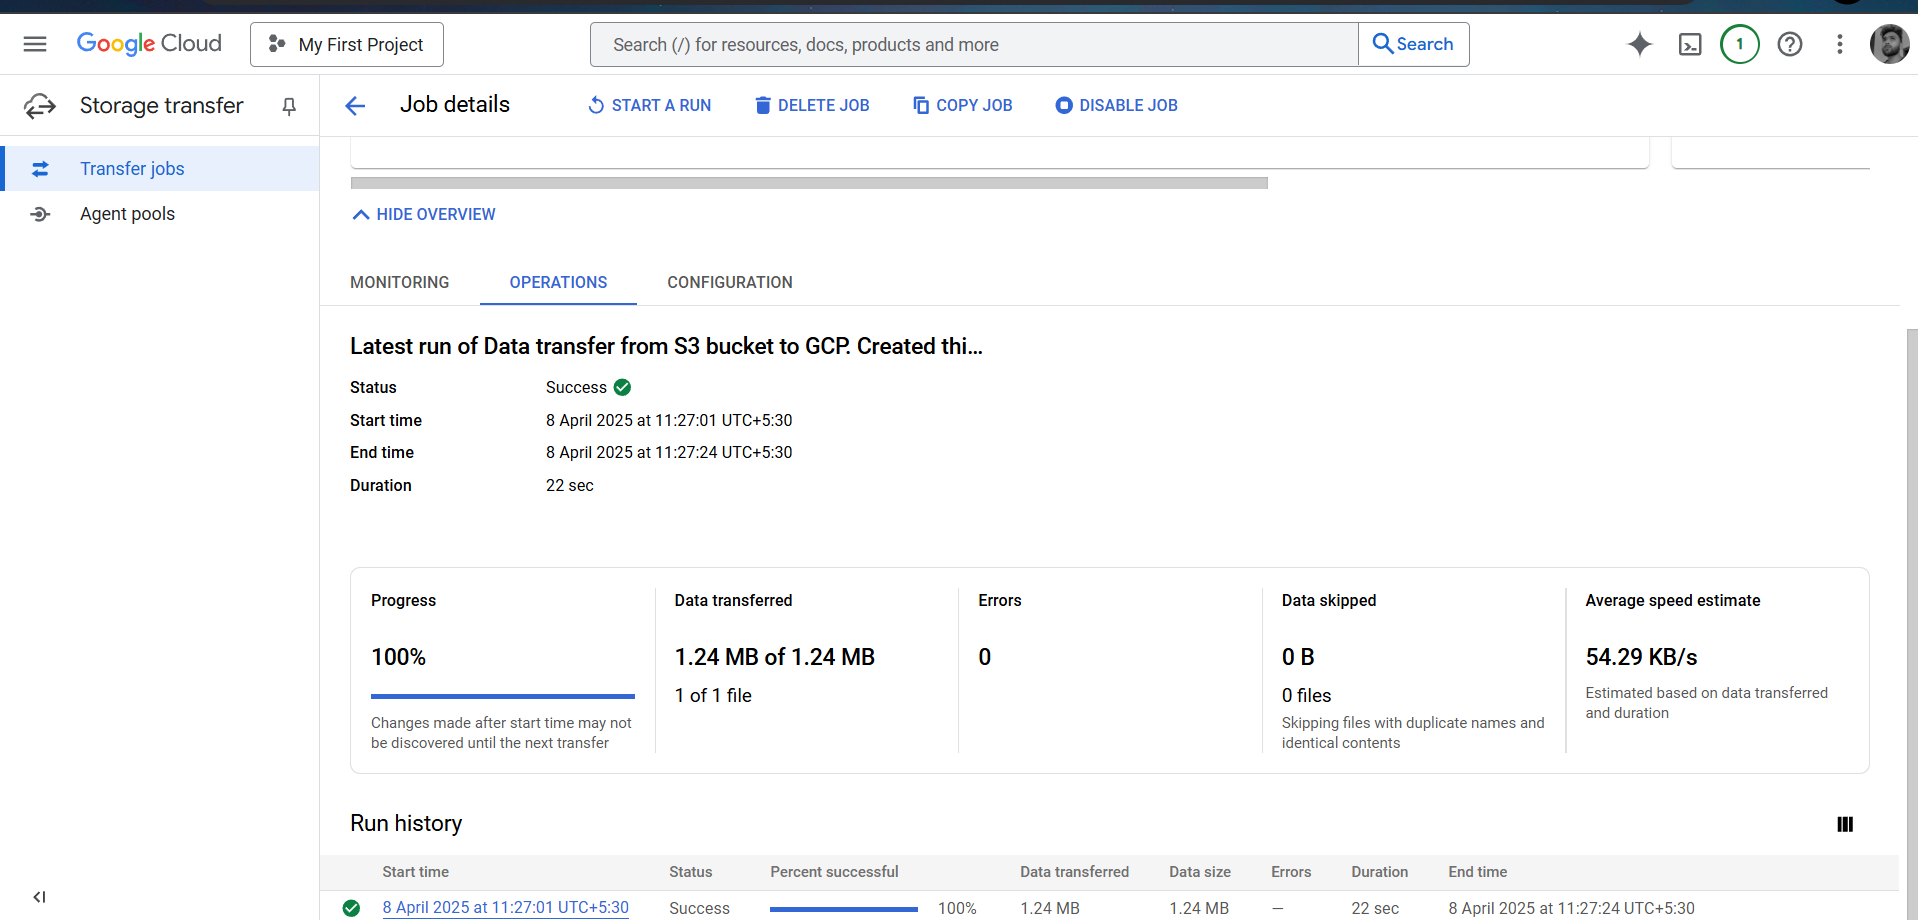 Google Cloud
My First Project
Search (/) for resources, docs, products and more
Search
1
Storage transfer
Job details
START A RUN
DELETE JOB
COPY JOB
DISABLE JOB
Transfer jobs
Agent pools
HIDE OVERVIEW
MONITORING
OPERATIONS
CONFIGURATION
Latest run of Data transfer from S3 bucket to GCP. Created thi...
Status Success
Start time 8 April 2025 at 11:27:01 UTC+5:30
End time 8 April 2025 at 11:27:24 UTC+5:30
Duration 22 sec
Progress
100%
Changes made after start time may not
be discovered until the next transfer
Data transferred
1.24 MB of 1.24 MB
1 of 1 file
Errors
0
Data skipped
0 B
0 files
Skipping files with duplicate names and
identical contents
Average speed estimate
54.29 KB/s
Estimated based on data transferred
and duration
Run history
Start time Status Percent successful Data transferred Data size Errors Duration End time
8 April 2025 at 11:27:01 UTC+5:30 Success 100% 1.24 MB 1.24 MB — 22 sec 8 April 2025 at 11:27:24 UTC+5:30